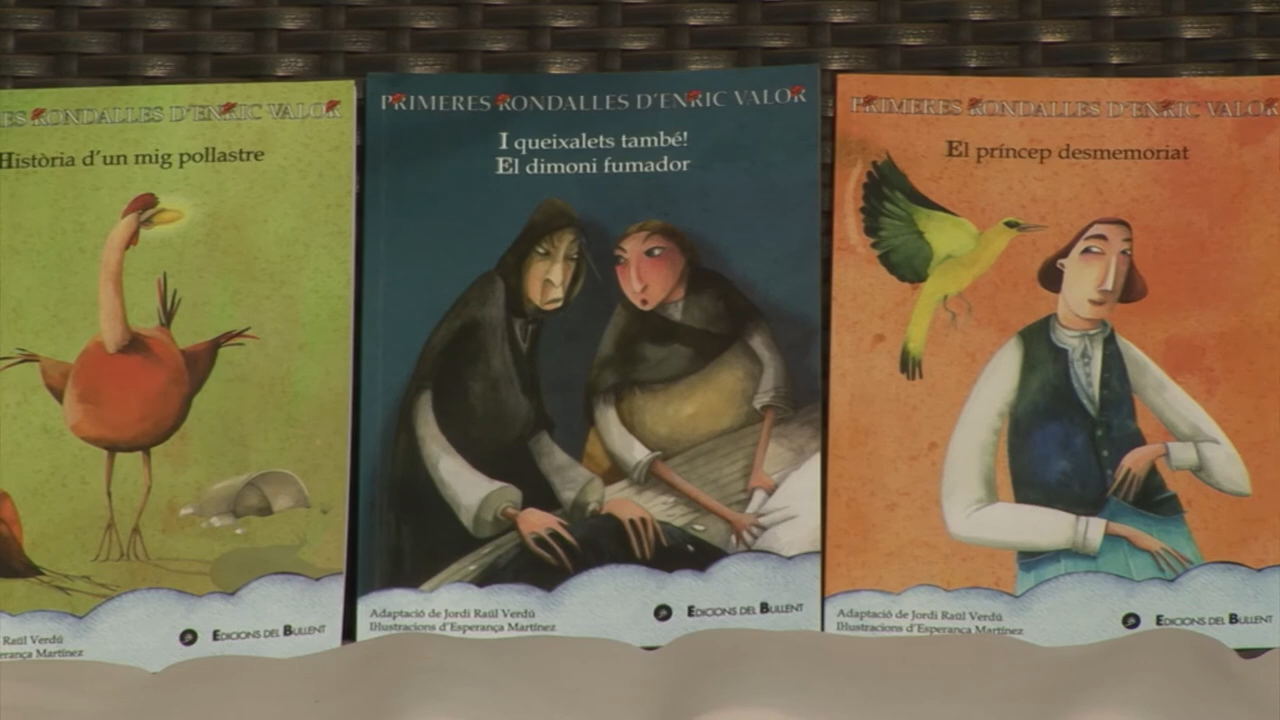 ES RONDALLES D'ENRIC VALOR
Història d'un mig pollastre
Raül Verdú
erança Martínez
EDICIONS DEL BULLENT
PRIMERES RONDALLES D'ENRIC VALOR
I queixalets també!
El dimoni fumador
Adaptació de Jordi Raül Verdú
Il·lustracions d'Esperança Martínez
EDICIONS DEL BULLENT
PRIMERES RONDALLES D'ENRIC VALOR
El príncep desmemoriat
Adaptació de Jordi Raül Verdú
Il·lustracions d'Esperança Martínez
EDICIONS DEL BULLENT